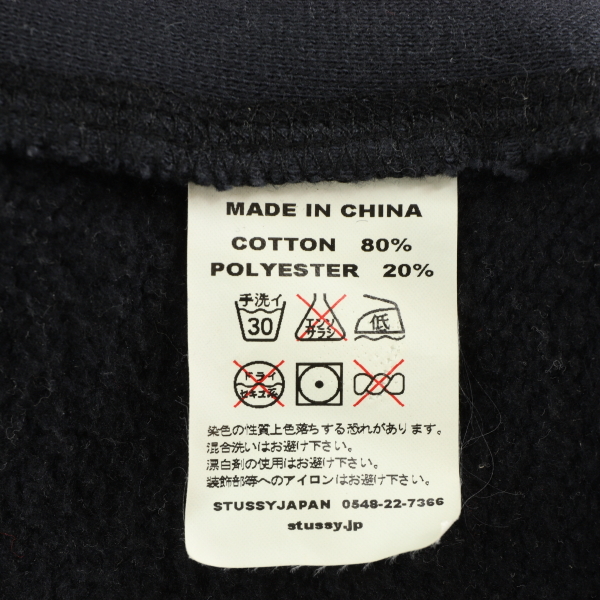 MADE IN CHINA
COTTON 80%
POLYESTER 20%
手洗イ
30
エンソ
サラシ
低
ドライ
セキユ系
染色の性質上色落ちする恐れがあります。
混合洗いはお避け下さい。
漂白剤の使用はお避け下さい。
装飾部等へのアイロンはお避け下さい。
STUSSYJAPAN 0548-22-7366
stussy.jp